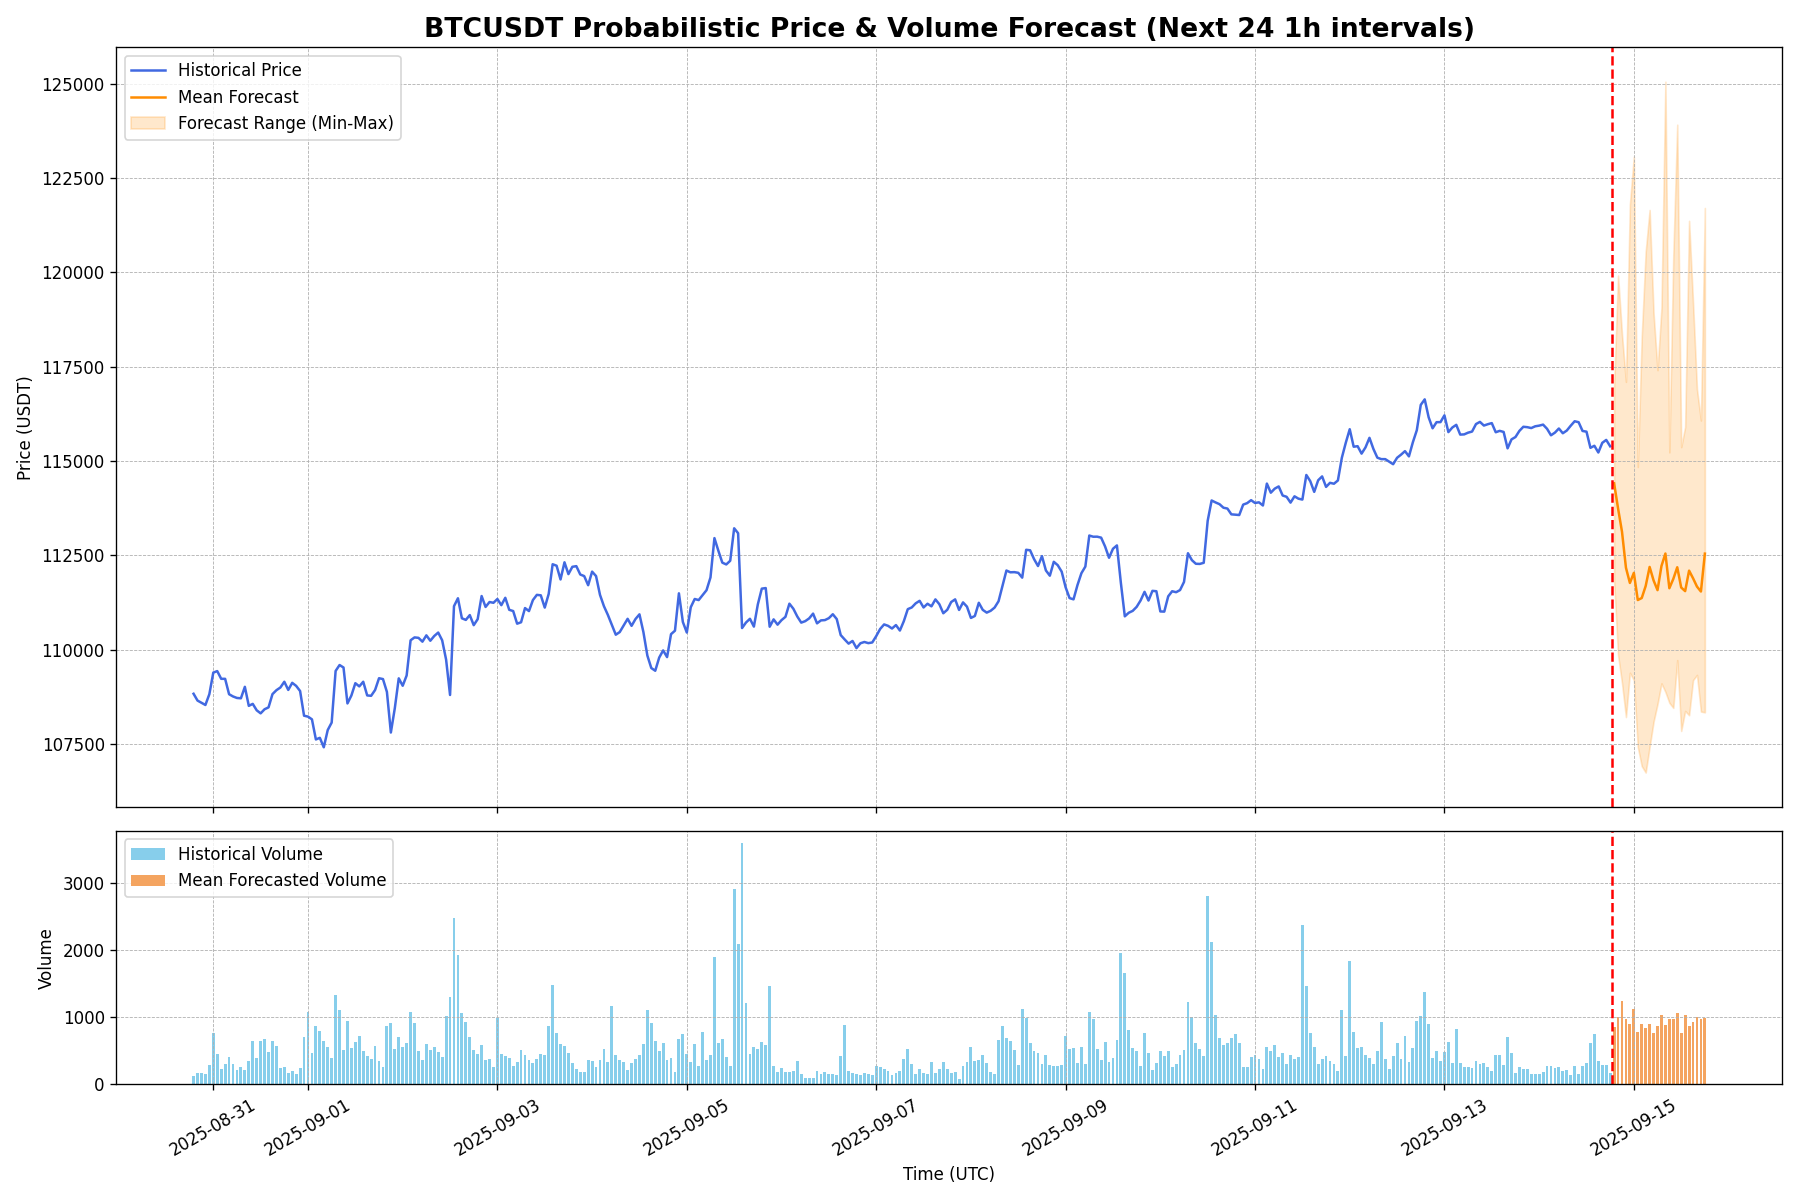 BTCUSDT Probabilistic Price & Volume Forecast (Next 24 1h intervals)
Historical Price
Mean Forecast
Forecast Range (Min-Max)
Price (USDT)
125000
122500
120000
117500
115000
112500
110000
107500
Historical Volume
Mean Forecasted Volume
Volume
3000
2000
1000
0
2025-08-31
2025-09-01
2025-09-03
2025-09-05
2025-09-07
2025-09-09
2025-09-11
2025-09-13
2025-09-15
Time (UTC)